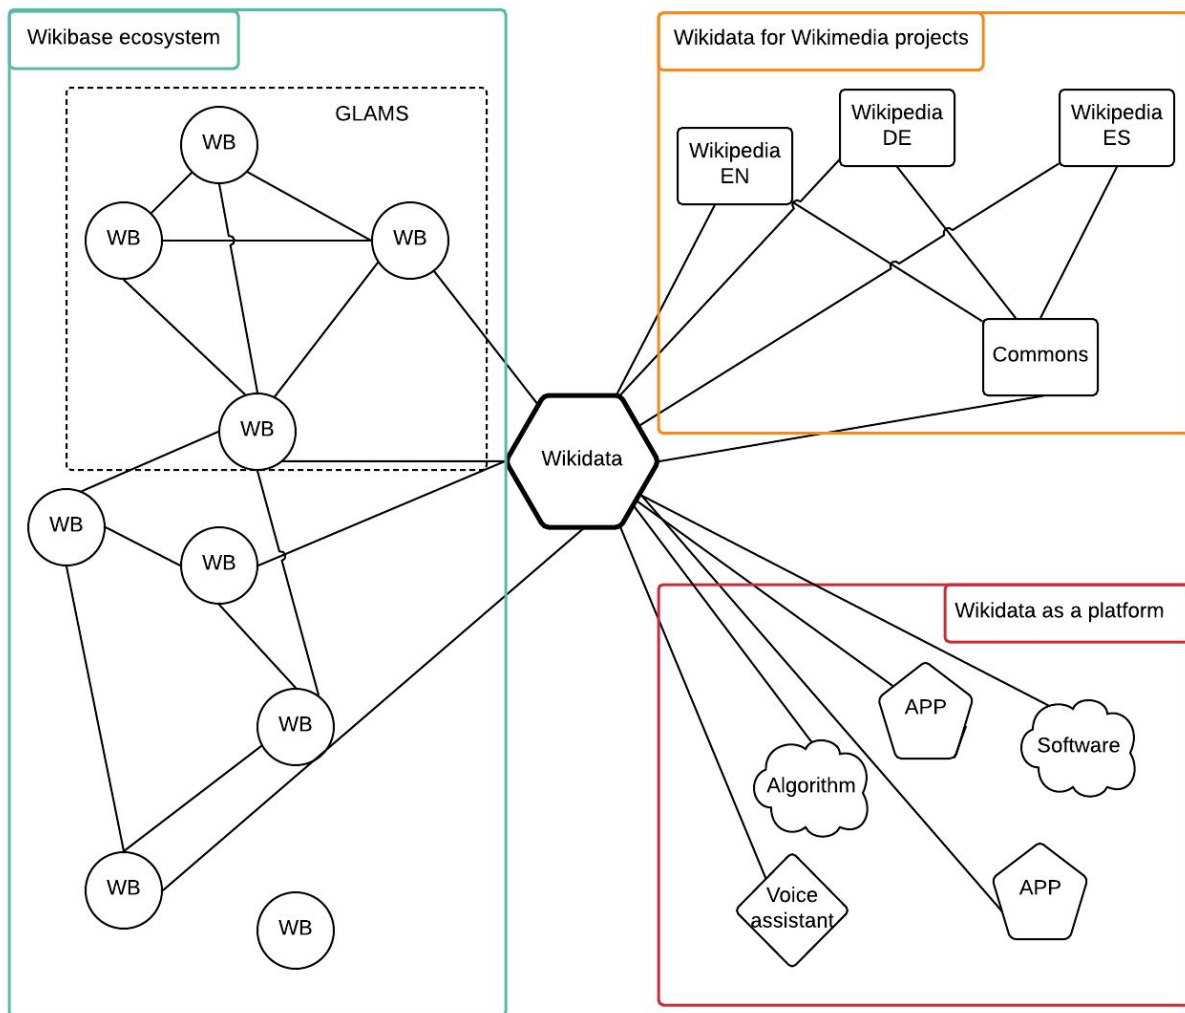 Wikibase ecosystem
GLAMS
WB
WB
WB
WB
WB
WB
WB
WB
WB
Wikidata
Wikidata for Wikimedia projects
Wikipedia
EN
Wikipedia
DE
Wikipedia
ES
Commons
Wikidata as a platform
APP
Software
Algorithm
APP
Voice
assistant